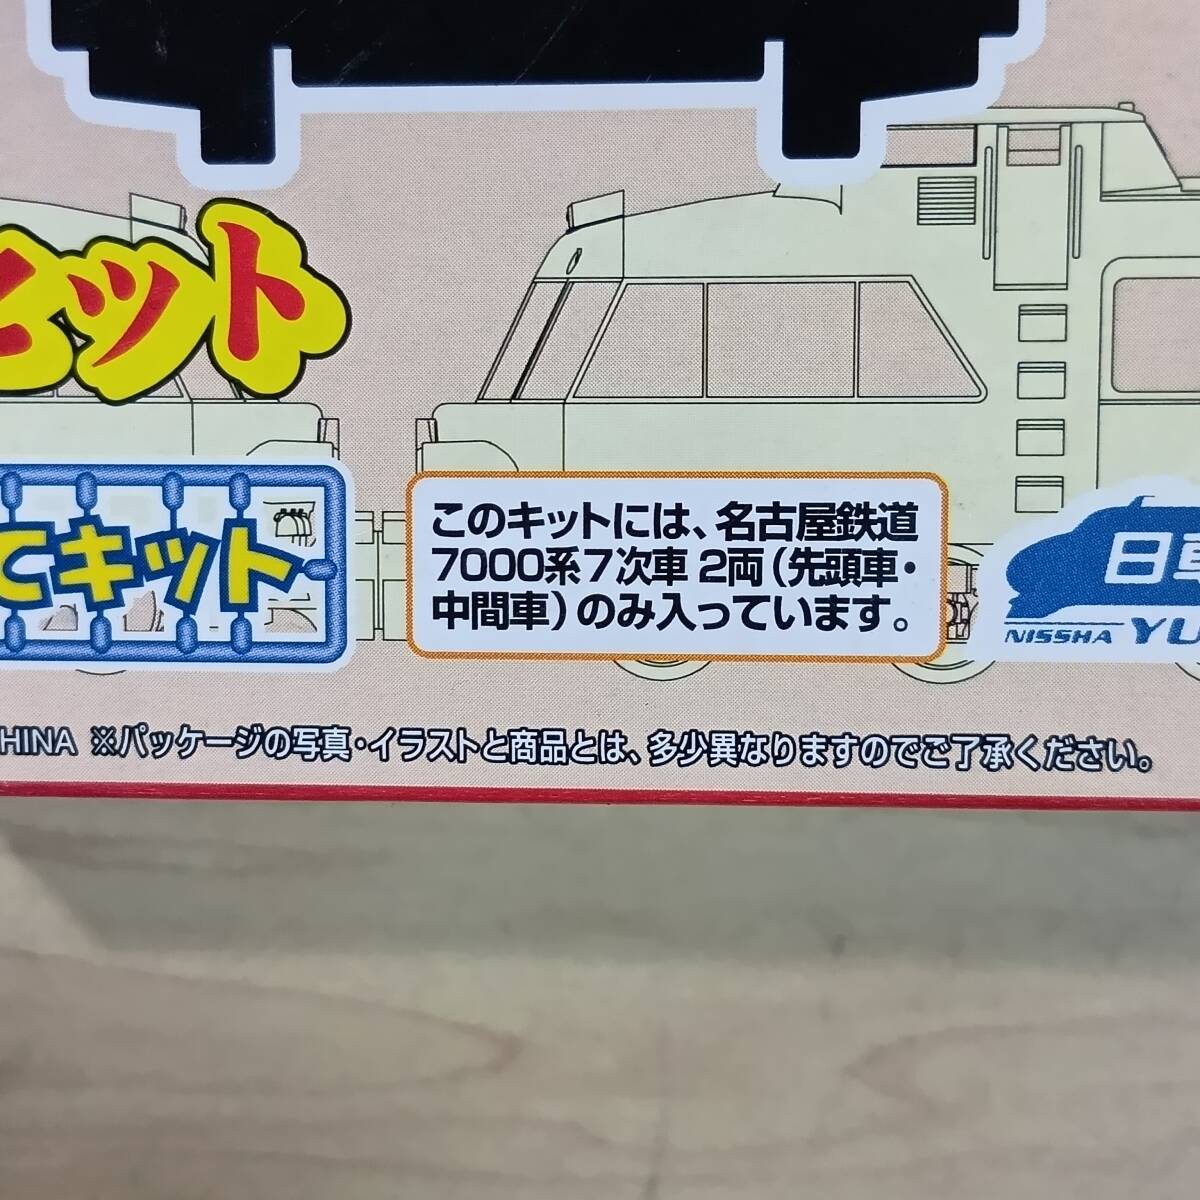 セット
てキット
このキットには、名古屋鉄道
7000系7次車 2両(先頭車・
中間車)のみ入っています。
日車
NISSHA YU
HINA ※パッケージの写真・イラストと商品とは、多少異なりますのでご了承ください。